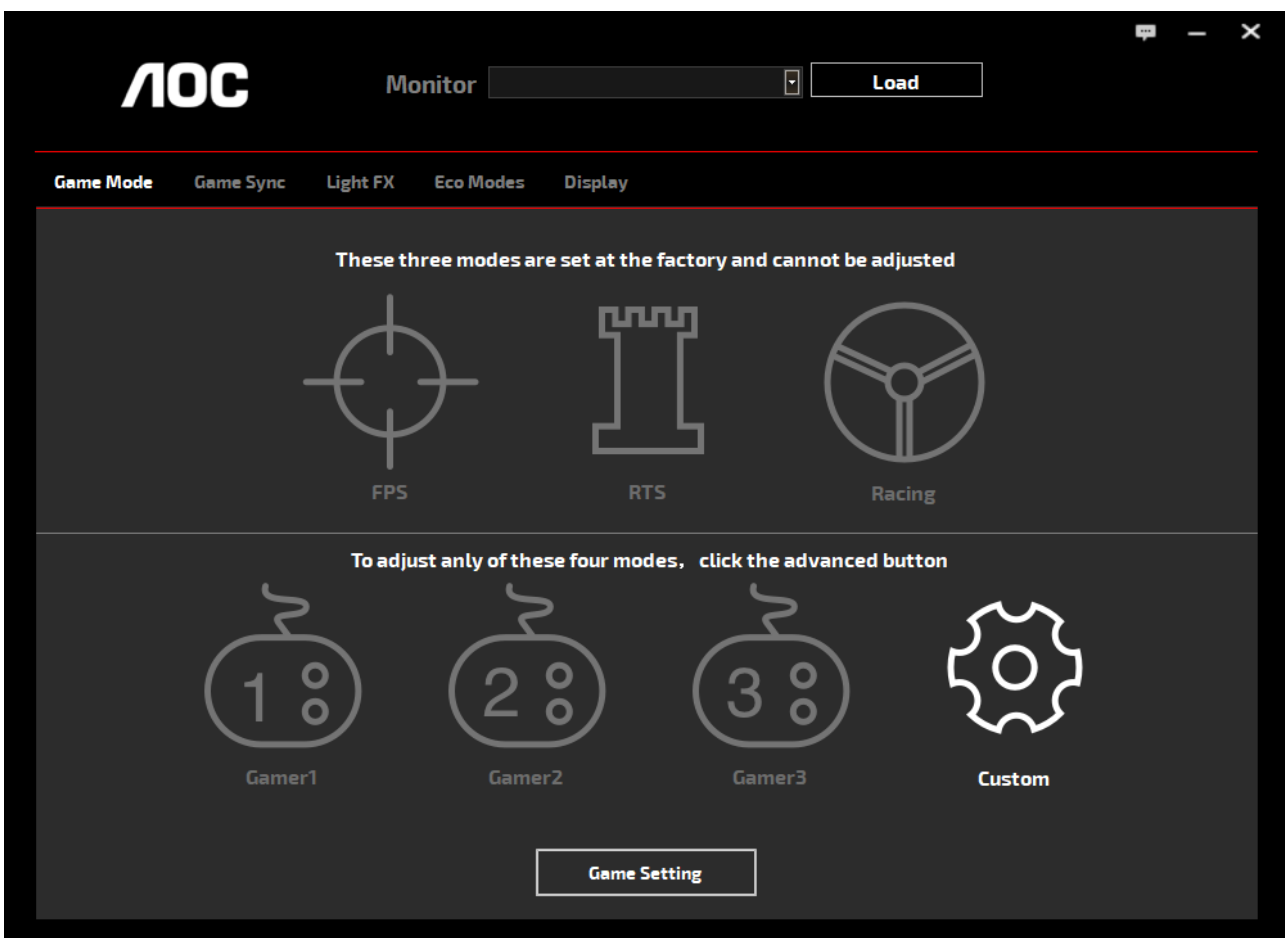 AOC
Monitor
Load
Game Mode Game Sync Light FX Eco Modes Display
These three modes are set at the factory and cannot be adjusted
FPS RTS Racing
To adjust anly of these four modes, click the advanced button
1 2 3
Gamer1 Gamer2 Gamer3 Custom
Game Setting